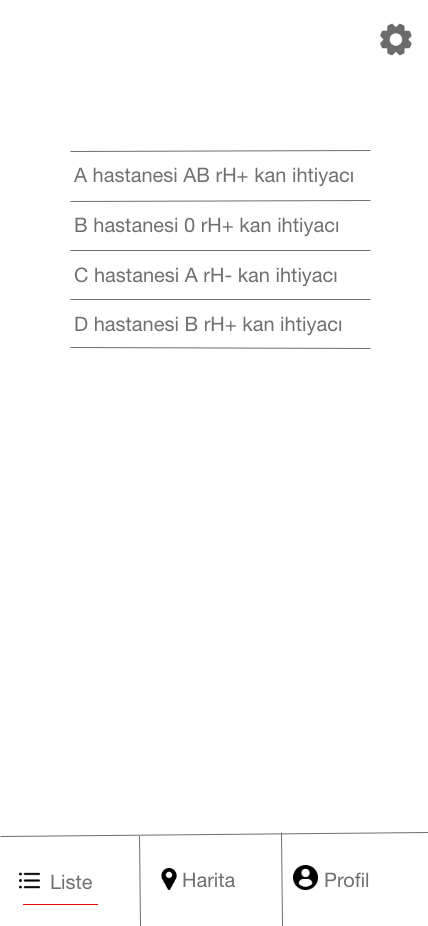 A hastanesi AB rH+ kan ihtiyacı
B hastanesi 0 rH+ kan ihtiyacı
C hastanesi A rH- kan ihtiyacı
D hastanesi B rH+ kan ihtiyacı
Liste
Harita
Profil